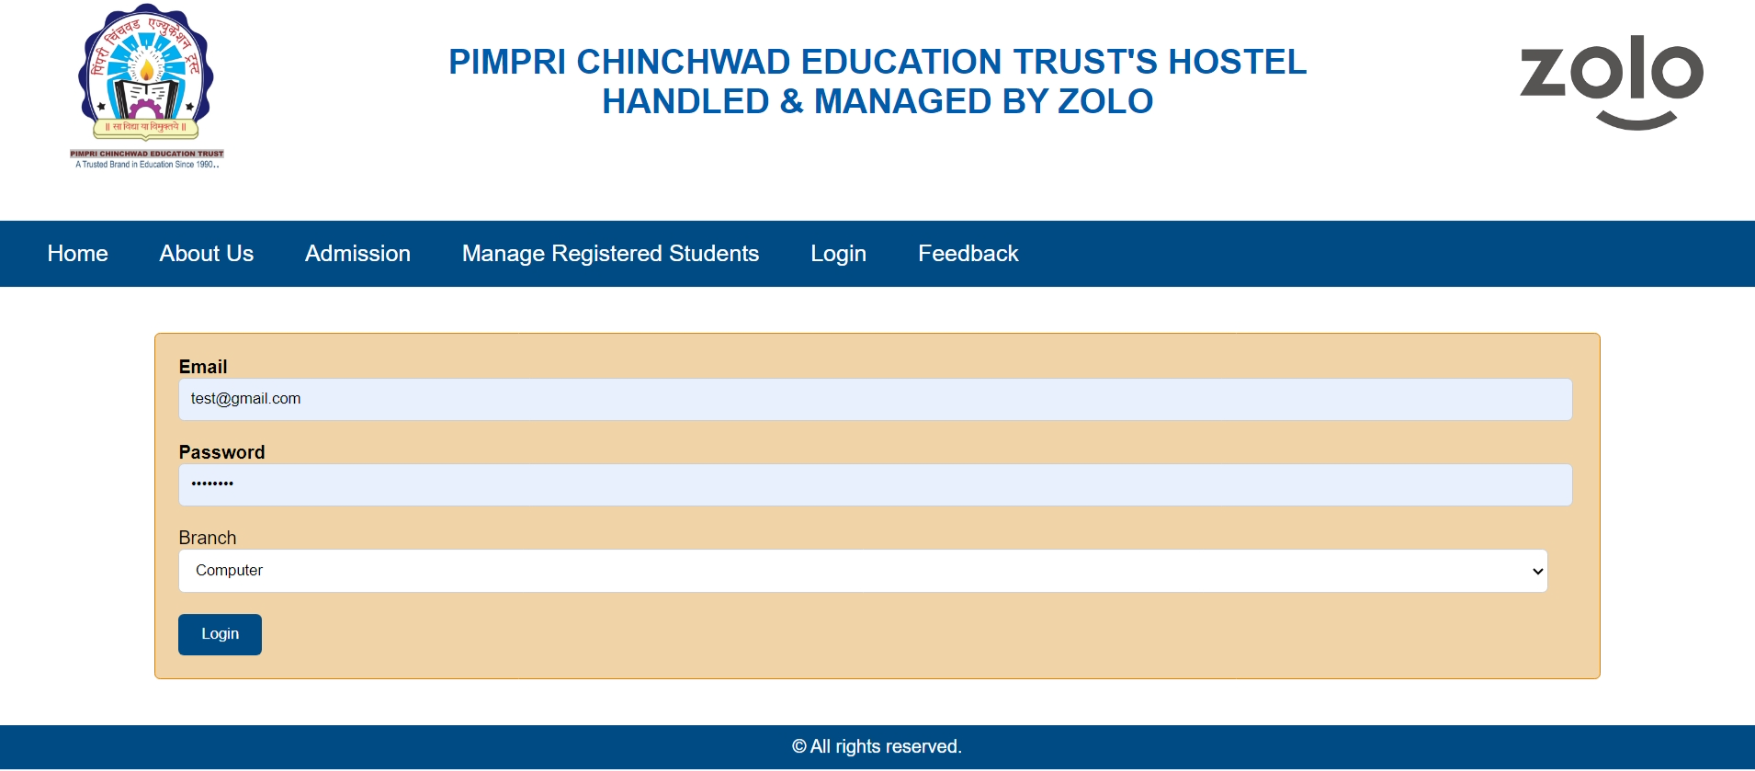 पिंपरी चिंचवड एज्युकेशन ट्रस्ट
|| सा विद्या या विमुक्तये ||
PIMPRI CHINCHWAD EDUCATION TRUST
A Trusted Brand in Education Since 1990..
PIMPRI CHINCHWAD EDUCATION TRUST'S HOSTEL
HANDLED & MANAGED BY ZOLO
zolo
Home About Us Admission Manage Registered Students Login Feedback
Email
test@gmail.com
Password
••••••••
Branch
Computer
Login
© All rights reserved.